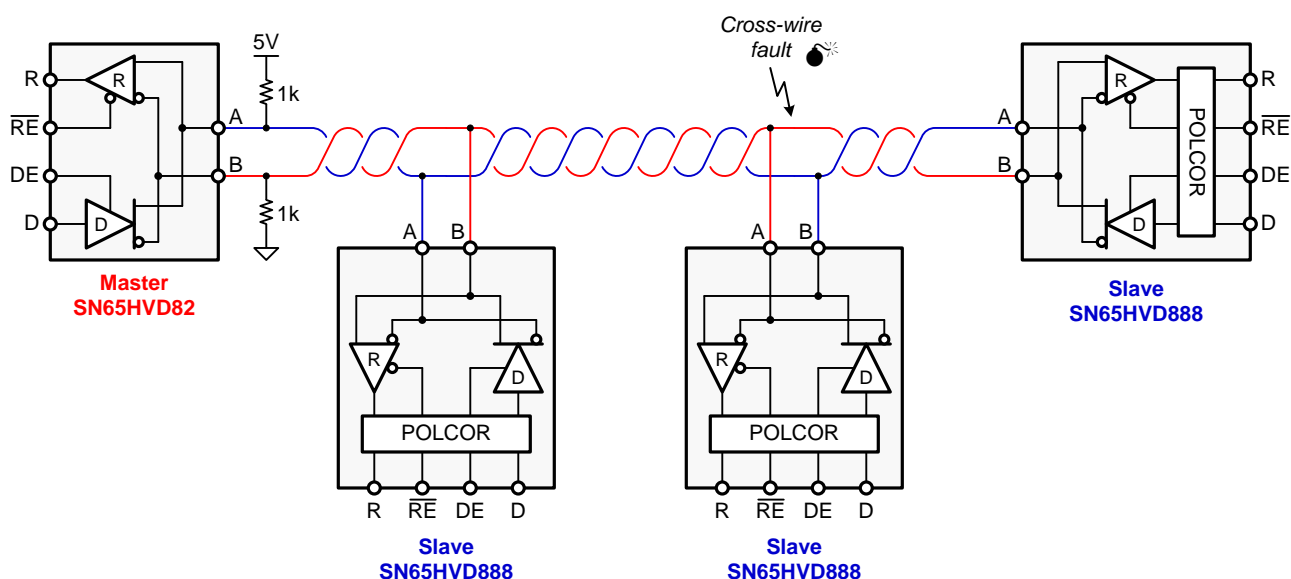 Cross-wire
fault
5V
1k
R
RE
DE
D
R
D
A
B
1k
Master
SN65HVD82
A
B
R
POLCOR
D
R
RE
DE
D
Slave
SN65HVD888
A
B
R
D
POLCOR
R
RE
DE
D
Slave
SN65HVD888
A
B
R
D
POLCOR
R
RE
DE
D
Slave
SN65HVD888